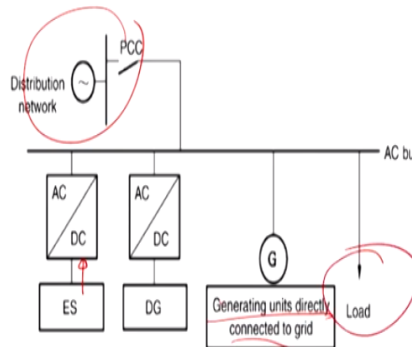 PCC
Distribution
network
AC bu
AC
DC
AC
DC
G
ES
DG
Generating units directly
connected to grid
Load